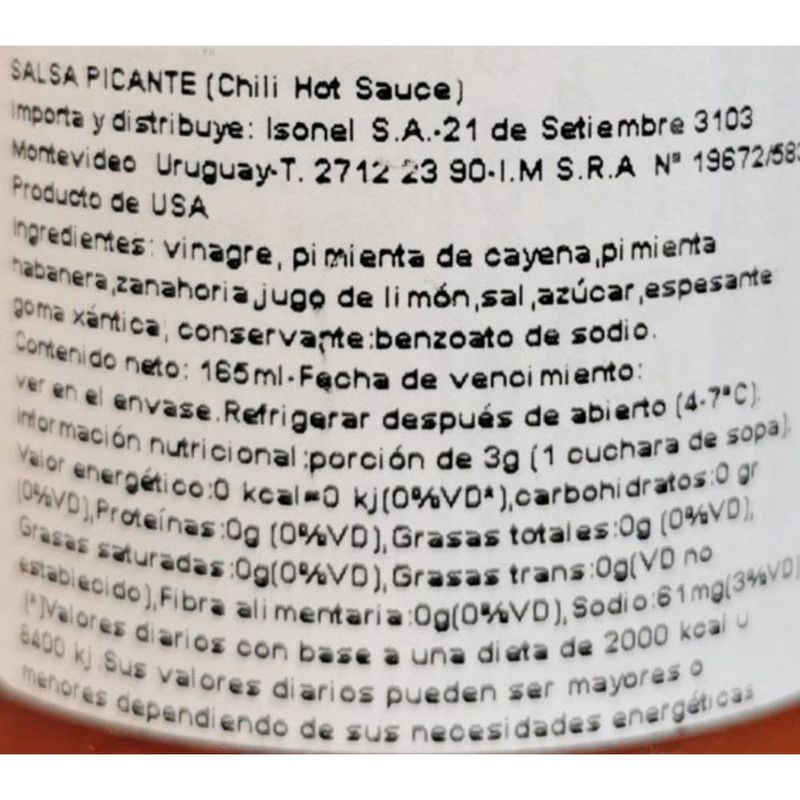 SALSA PICANTE (Chili Hot Sauce)
Importa y distribuye: Isonel S.A.-21 de Setiembre 3103
Montevideo Uruguay-T. 2712 23 90-I.M S.R.A Nº 19672/583
Producto de USA
Ingredientes: vinagre, pimienta de cayena,pimienta
habanera,zanahoria,jugo de limón,sal,azúcar,espesante
goma xántica, conservante:benzoato de sodio.
Contenido neto: 165ml-Fecha de vencimiento:
ver en el envase.Refrigerar después de abierto (4-7ºC).
Información nutricional:porción de 3g (1 cuchara de sopa).
Valor energético:0 kcal=0 kj(0%VD*),carbohidratos:0 gr
(0%VD),Proteínas:0g (0%VD),Grasas totales:0g (0%VD),
Grasas saturadas:0g(0%VD),Grasas trans:0g(VD no
establecido),Fibra alimentaria:0g(0%VD),Sodio:61mg(3%VD)
(*)Valores diarios con base a una dieta de 2000 kcal u
8400 kj.Sus valores diarios pueden ser mayores o
menores dependiendo de sus necesidades energéticas